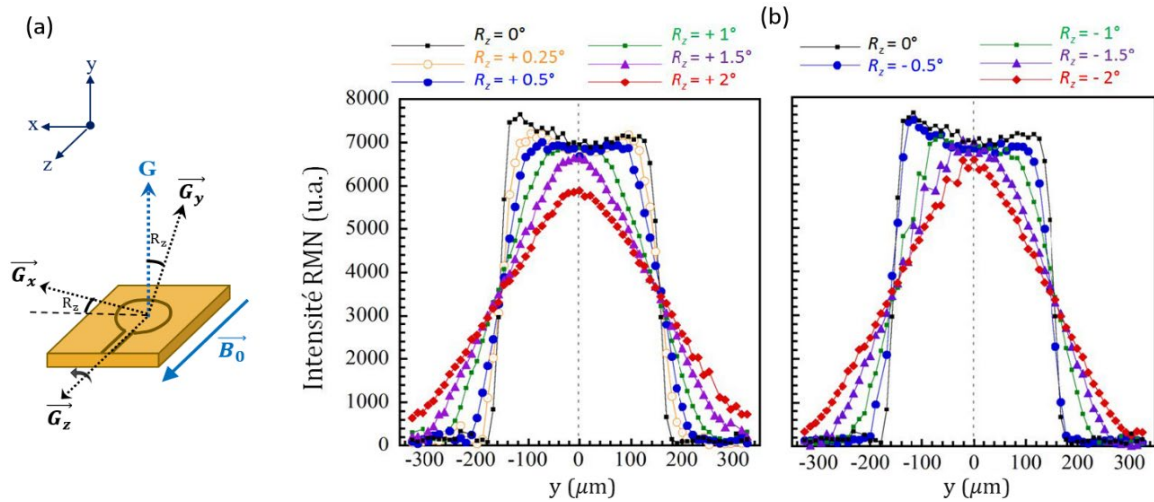 (a)
y
x
z
G
G_y
R_z
G_x
R_z
B_0
G_z
R_z = 0°
R_z = + 0.25°
R_z = + 0.5°
R_z = + 1°
R_z = + 1.5°
R_z = + 2°
Intensité RMN (u.a.)
8000
7000
6000
5000
4000
3000
2000
1000
0
-300 -200 -100 0 100 200 300
y (μm)
(b)
R_z = 0°
R_z = - 0.5°
R_z = - 1°
R_z = - 1.5°
R_z = - 2°
-300 -200 -100 0 100 200 300
y (μm)